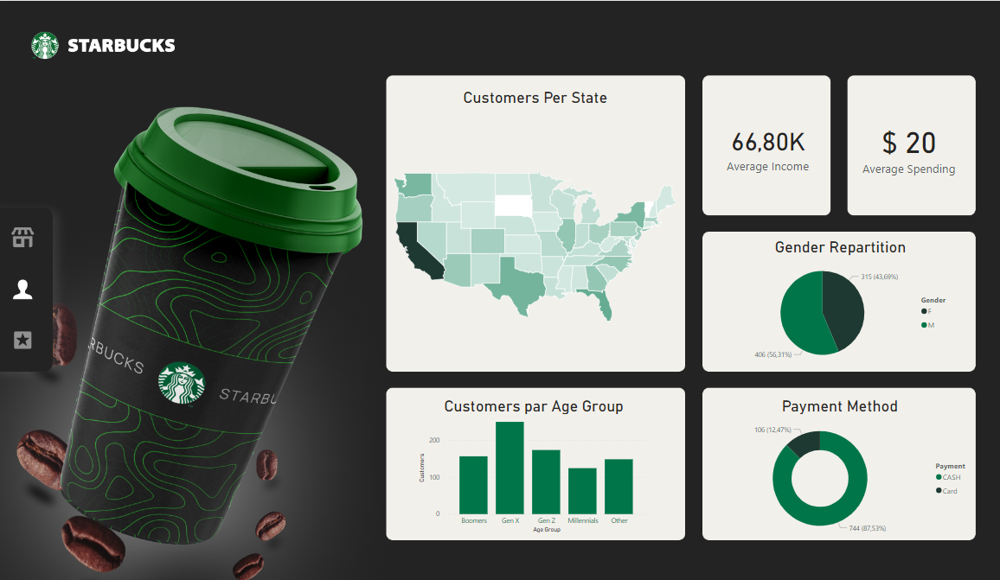 STARBUCKS
RBUCKS
STARBU
Customers Per State
66,80K
Average Income
$ 20
Average Spending
Gender Repartition
315 (43,69%)
406 (56,31%)
Gender
F
M
Customers par Age Group
Customers
200
100
0
Boomers Gen X Gen Z Millennials Other
Age Group
Payment Method
106 (12,47%)
744 (87,53%)
Payment
CASH
Card